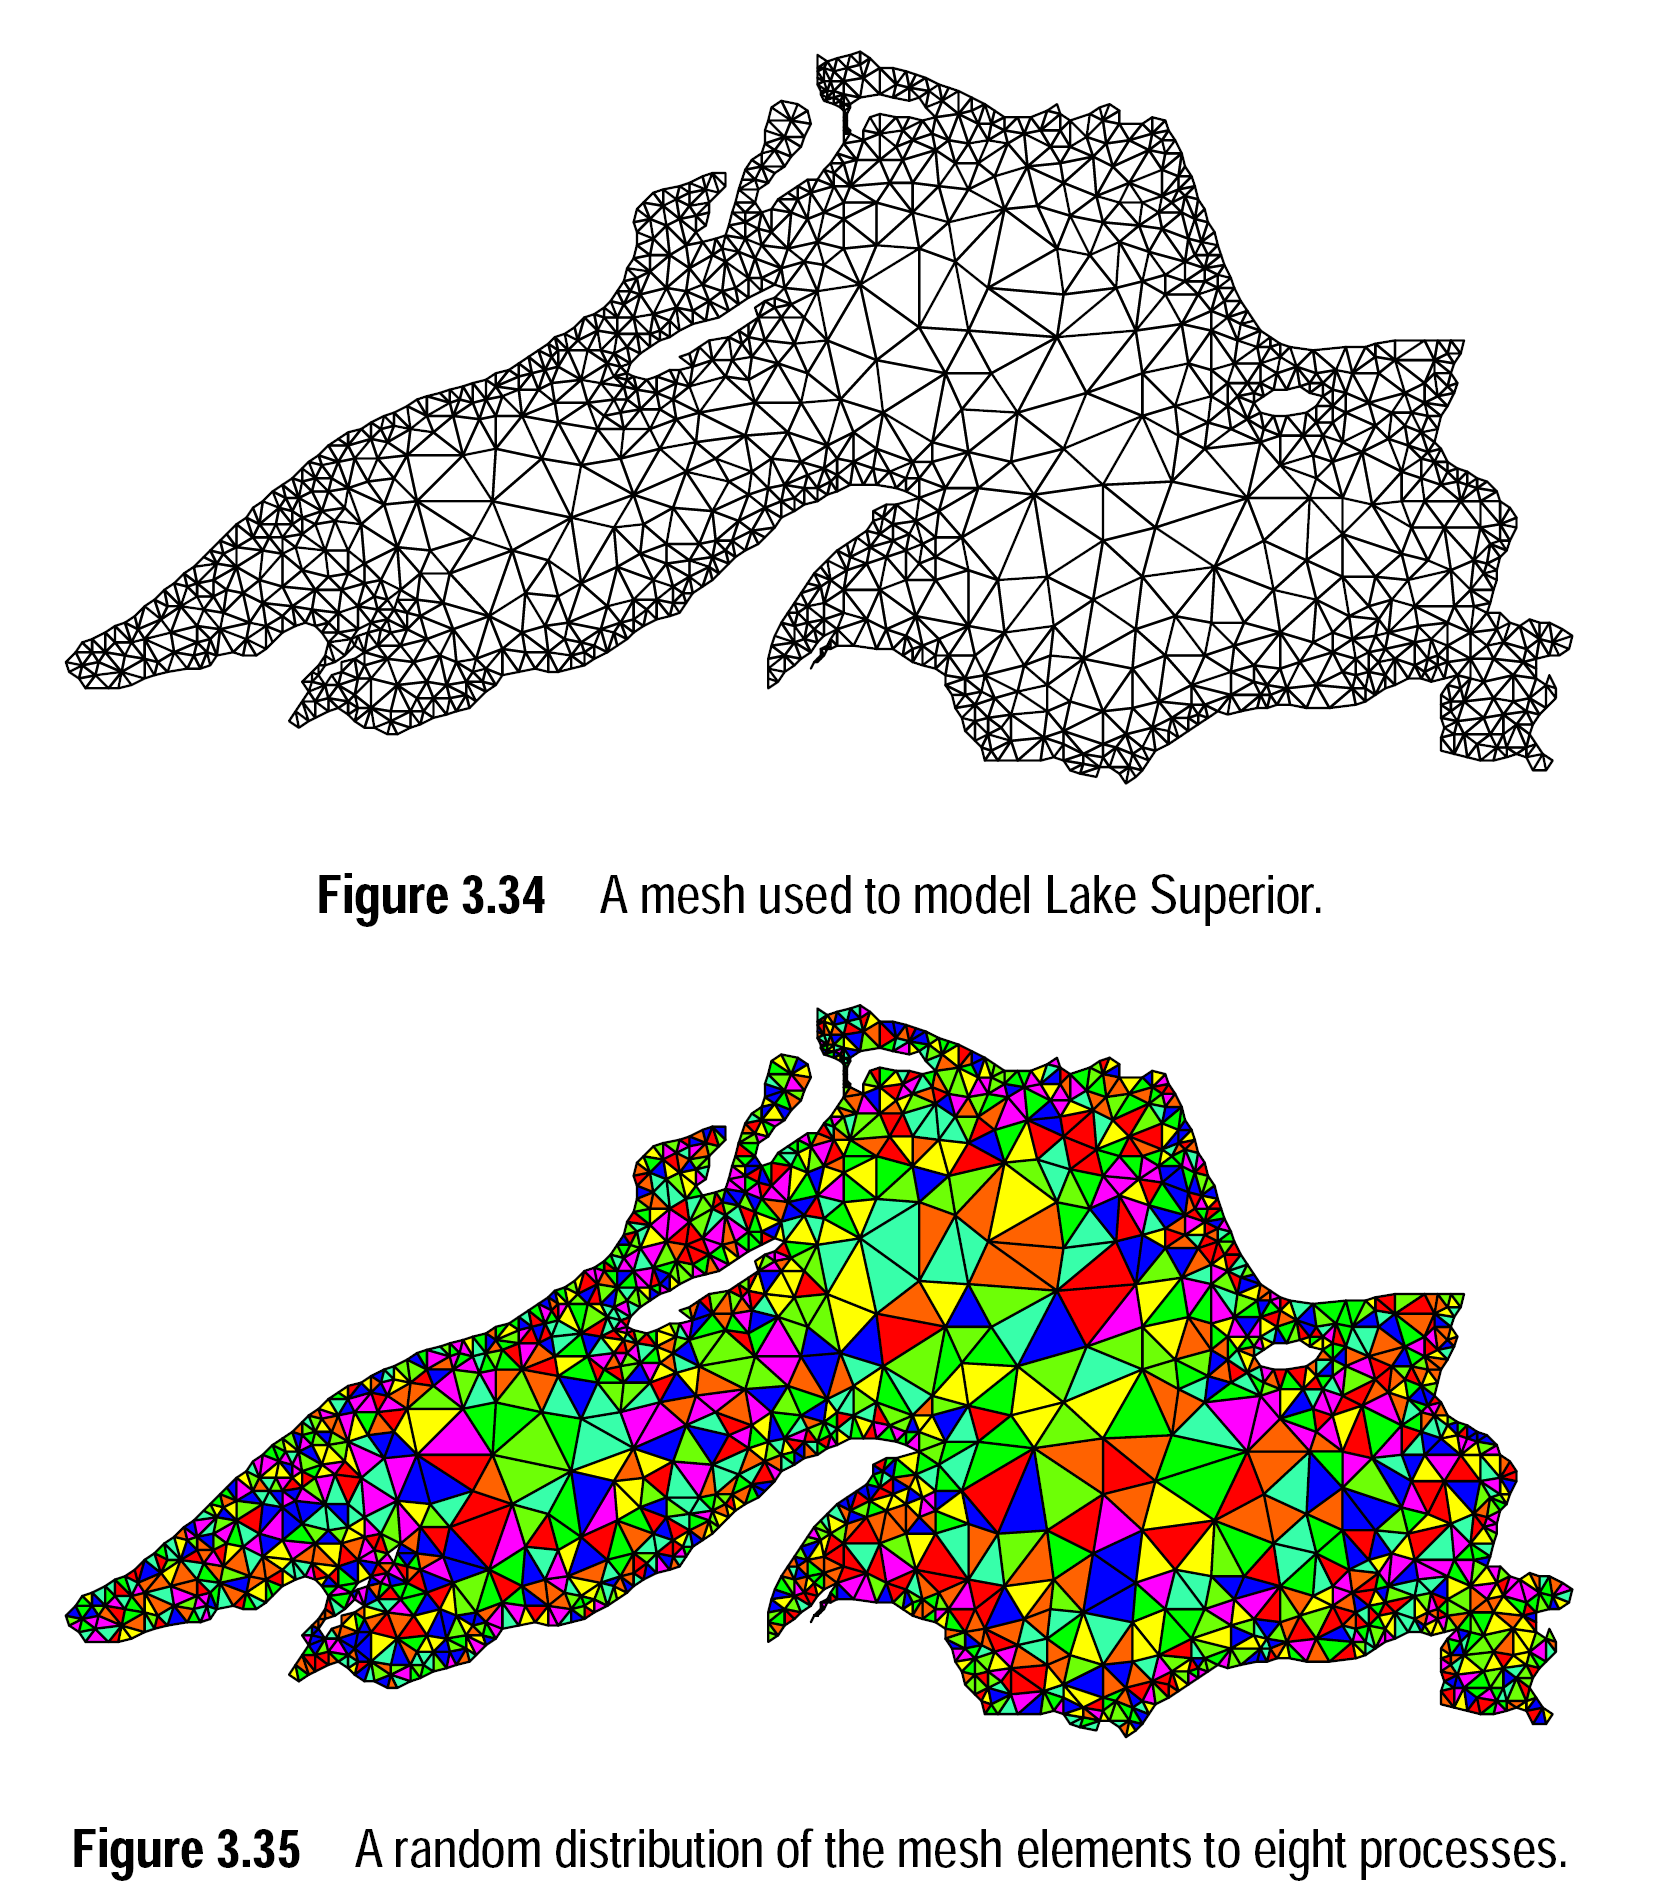 Figure 3.34 A mesh used to model Lake Superior.
Figure 3.35 A random distribution of the mesh elements to eight processes.